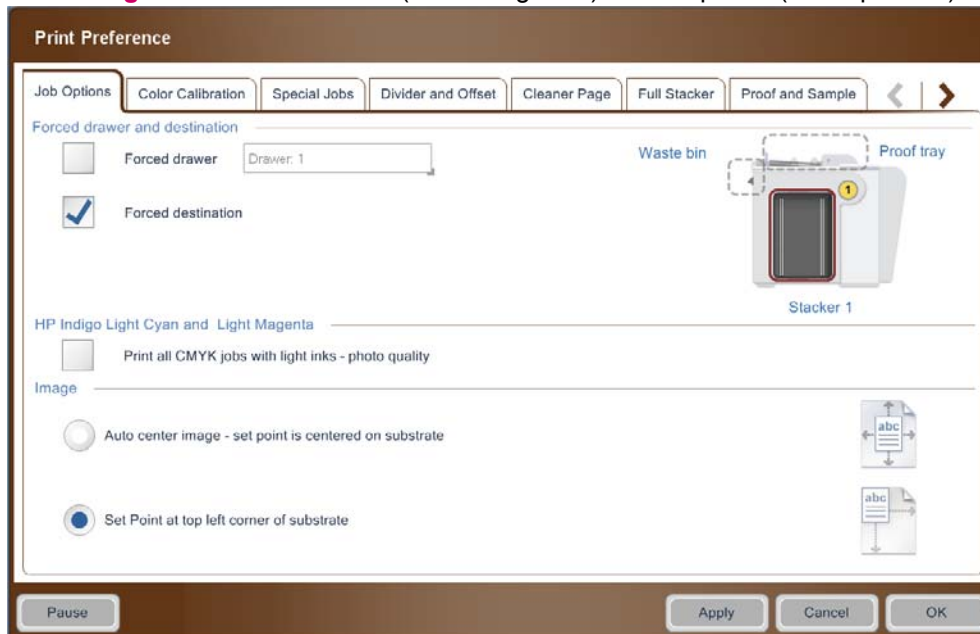 Print Preference
Job Options Color Calibration Special Jobs Divider and Offset Cleaner Page Full Stacker Proof and Sample
Forced drawer and destination
Forced drawer Drawer: 1
Waste bin Proof tray
1
Forced destination
Stacker 1
HP Indigo Light Cyan and Light Magenta
Print all CMYK jobs with light inks - photo quality
Image
Auto center image - set point is centered on substrate
abc
Set Point at top left corner of substrate
abc
Pause Apply Cancel OK